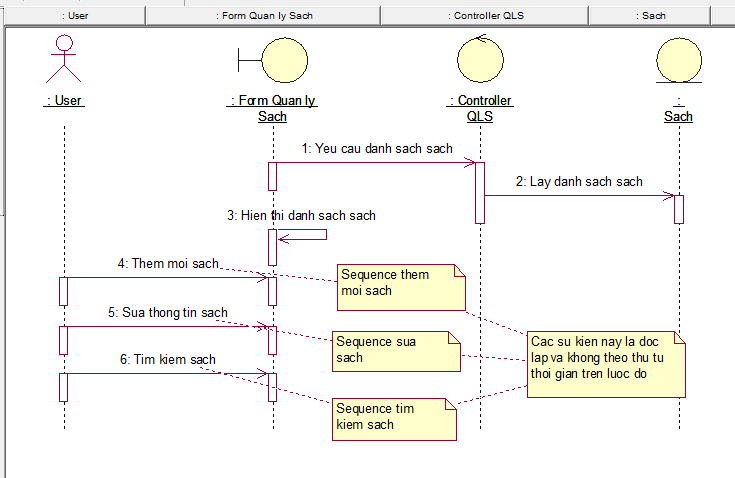 : User
: Form Quan ly Sach
: Controller QLS
: Sach
: User
: Form Quan ly
Sach
: Controller
QLS
:
Sach
1: Yeu cau danh sach sach
2: Lay danh sach sach
3: Hien thi danh sach sach
4: Them moi sach
Sequence them
moi sach
5: Sua thong tin sach
Sequence sua
sach
Cac su kien nay la doc
lap va khong theo thu tu
thoi gian tren luoc do
6: Tim kiem sach
Sequence tim
kiem sach